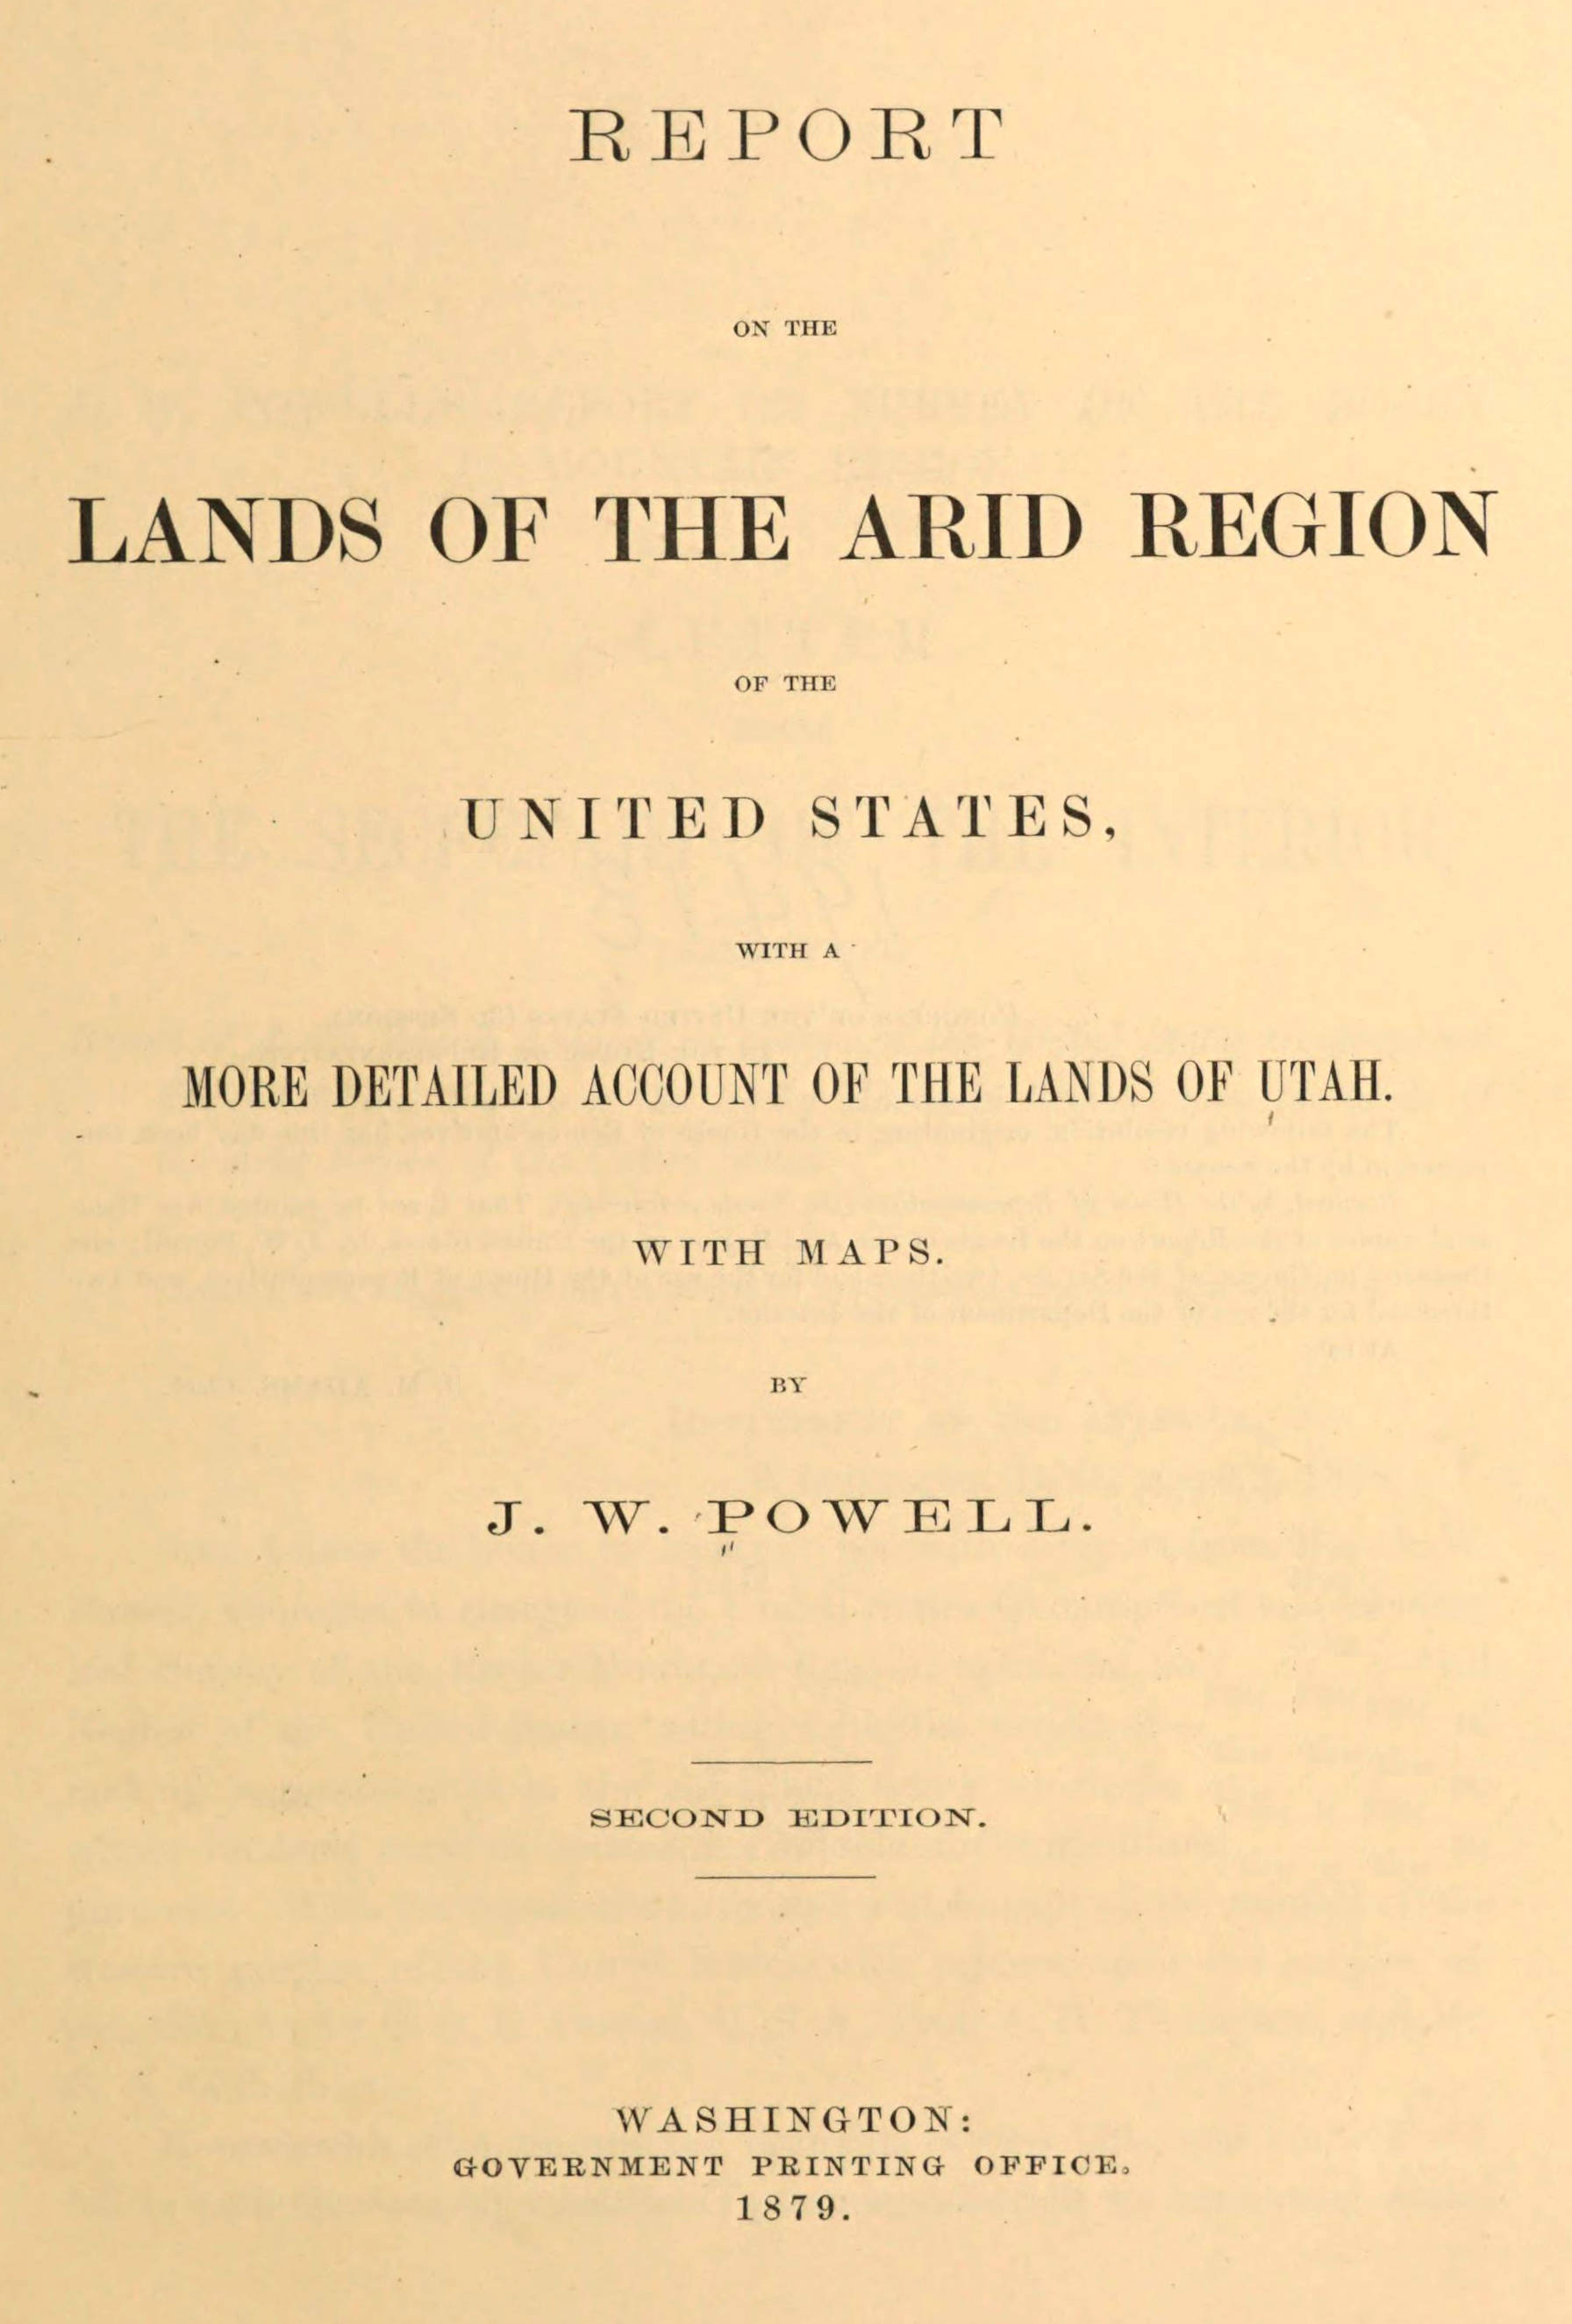 REPORT
ON THE
LANDS OF THE ARID REGION
OF THE
UNITED STATES,
WITH A
MORE DETAILED ACCOUNT OF THE LANDS OF UTAH.
WITH MAPS.
BY
J. W. POWELL.
SECOND EDITION.
WASHINGTON:
GOVERNMENT PRINTING OFFICE.
1879.